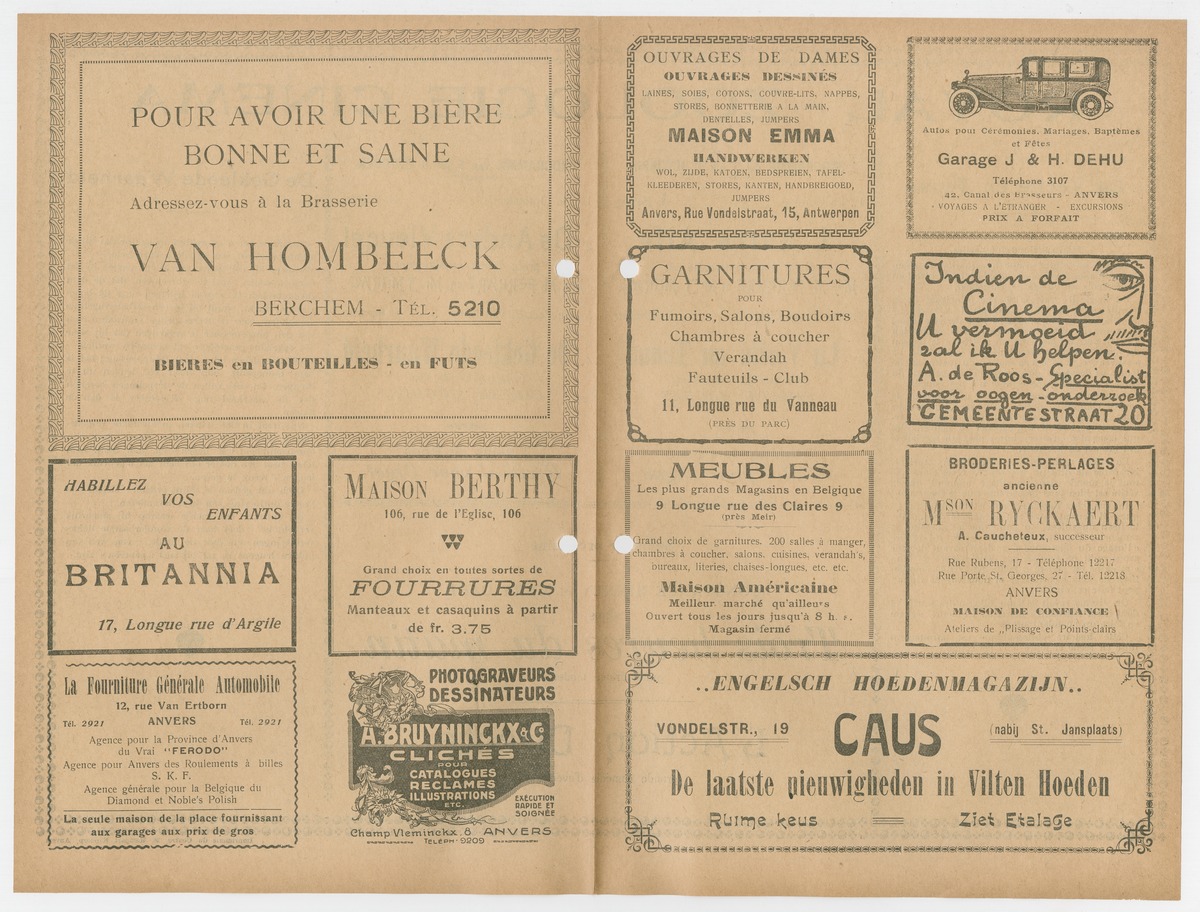 POUR AVOIR UNE BIÈRE
BONNE ET SAINE
Adressez-vous à la Brasserie
VAN HOMBEECK
BERCHEM - TÉL. 5210
BIERES en BOUTEILLES - en FUTS
HABILLEZ
VOS
ENFANTS
AU
BRITANNIA
17, Longue rue d'Argile
MAISON BERTHY
106, rue de l'Eglise, 106
Grand choix en toutes sortes de
FOURRURES
Manteaux et casaquins à partir
de fr. 3.75
La Fourniture Générale Automobile
12, rue Van Ertborn
Tél. 2921 ANVERS Tél. 2921
Agence pour la Province d'Anvers
du Vrai "FERODO"
Agence pour Anvers des Roulements à billes
S. K. F.
Agence générale pour la Belgique du
Diamond et Noble's Polish
La seule maison de la place fournissant
aux garages aux prix de gros
PHOTOGRAVEURS
DESSINATEURS
A. BRUYNINCKX & Co
CLICHÉS
POUR
CATALOGUES
RECLAMES
ILLUSTRATIONS
ETC.
EXÉCUTION
RAPIDE ET
SOIGNÉE
Champ Vleminckx. 8 ANVERS
TELEPH. 9209
OUVRAGES DE DAMES
OUVRAGES DESSINÉS
LAINES, SOIES, COTONS, COUVRE-LITS, NAPPES,
STORES, BONNETTERIE A LA MAIN,
DENTELLES, JUMPERS
MAISON EMMA
HANDWERKEN
WOL, ZIJDE, KATOEN, BEDSPREIEN, TAFEL-
KLEEDEREN, STORES, KANTEN, HANDBREIGOED,
JUMPERS
Anvers, Rue Vondelstraat, 15, Antwerpen
Autos pour Cérémonies, Mariages, Baptêmes
et Fêtes
Garage J & H. DEHU
Téléphone 3107
42, Canal des Brasseurs - ANVERS
VOYAGES A L'ÉTRANGER - EXCURSIONS
PRIX A FORFAIT
GARNITURES
POUR
Fumoirs, Salons, Boudoirs
Chambres à coucher
Verandah
Fauteuils - Club
11, Longue rue du Vanneau
(PRÈS DU PARC)
Indien de
Cinema
U vermoeid
zal ik U helpen.
A. de Roos - Specialist
voor oogen - onderzoek
GEMEENTESTRAAT 20
MEUBLES
Les plus grands Magasins en Belgique
9 Longue rue des Claires 9
(près Meir)
Grand choix de garnitures. 200 salles à manger,
chambres à coucher, salons, cuisines, verandah's,
bureaux, literies, chaises-longues, etc. etc.
Maison Américaine
Meilleur marché qu'ailleurs
Ouvert tous les jours jusqu'à 8 h. s.
Magasin fermé
BRODERIES-PERLAGES
ancienne
MSON RYCKAERT
A. Caucheteux, successeur
Rue Rubens, 17 - Téléphone 12217
Rue Porte St. Georges, 27 - Tél. 12218
ANVERS
MAISON DE CONFIANCE
Ateliers de „Plissage et Points-clairs
..ENGELSCH HOEDENMAGAZIJN..
VONDELSTR., 19 CAUS (nabij St. Jansplaats)
De laatste nieuwigheden in Vilten Hoeden
Ruime keus = Ziet Etalage